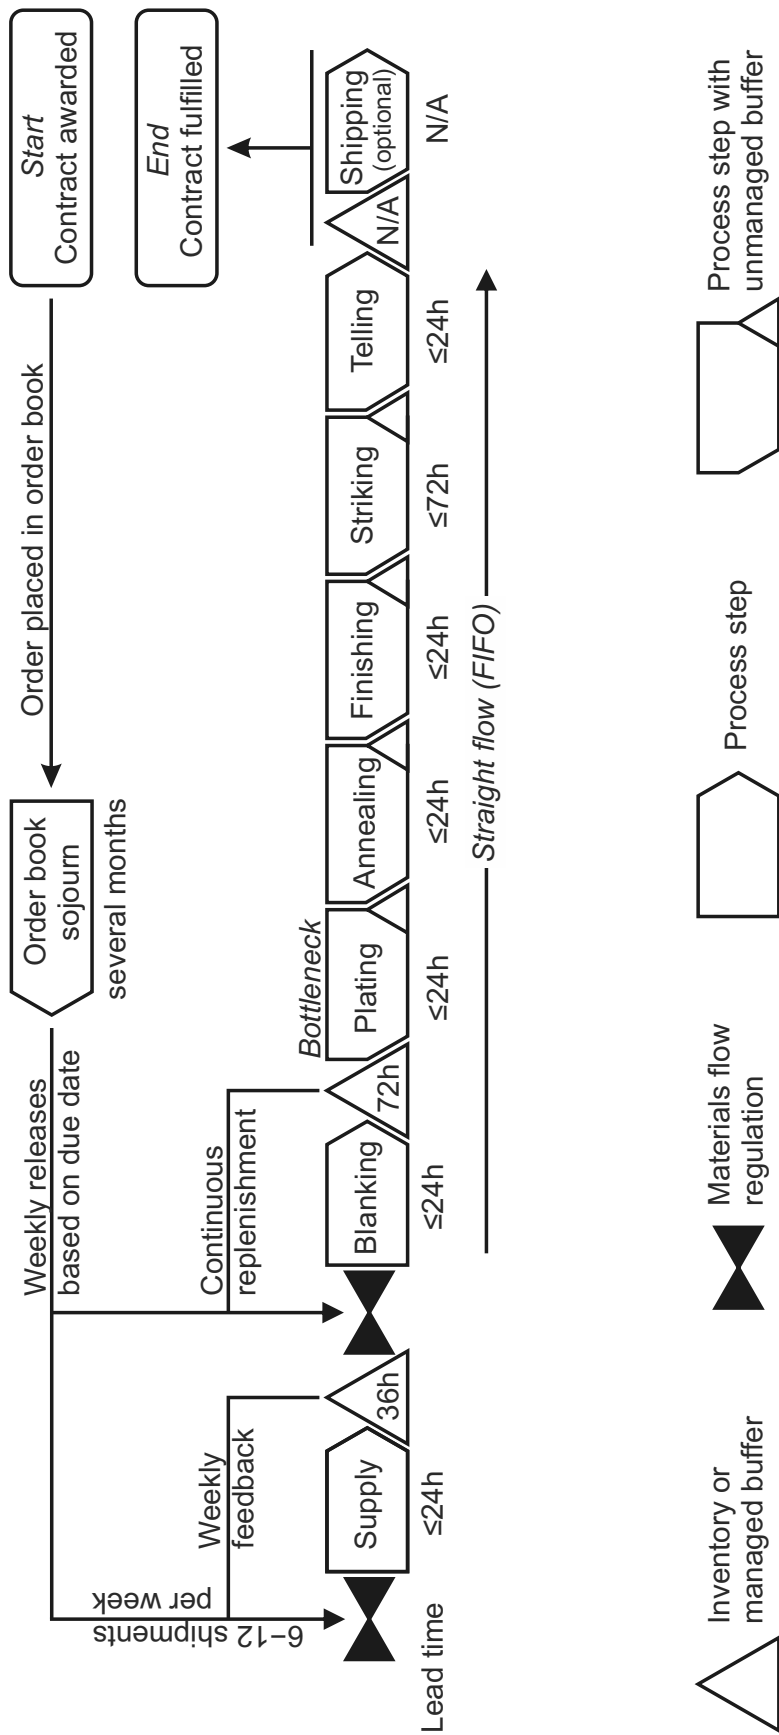 Start
Contract awarded
Order placed in order book
Order book
sojourn
several months
Weekly releases
based on due date
End
Contract fulfilled
6–12 shipments
per week
Weekly
feedback
Continuous
replenishment
Bottleneck
Supply
36h
Blanking
72h
Plating
Annealing
Finishing
Striking
Telling
N/A
Shipping
(optional)
Lead time
≤24h
≤24h
≤24h
≤24h
≤24h
≤72h
≤24h
N/A
Straight flow (FIFO)
Inventory or
managed buffer
Materials flow
regulation
Process step
Process step with
unmanaged buffer